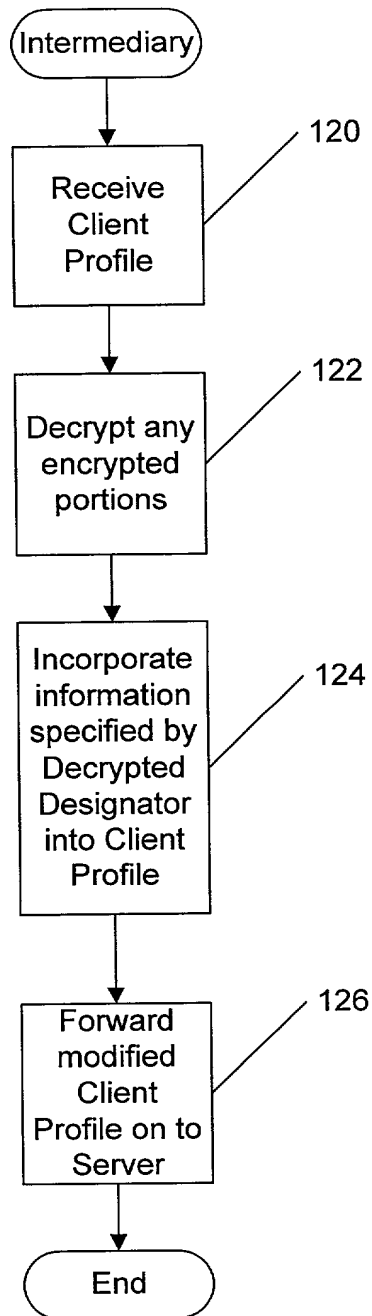 Intermediary
120
Receive
Client
Profile
122
Decrypt any
encrypted
portions
124
Incorporate
information
specified by
Decrypted
Designator
into Client
Profile
126
Forward
modified
Client
Profile on to
Server
End